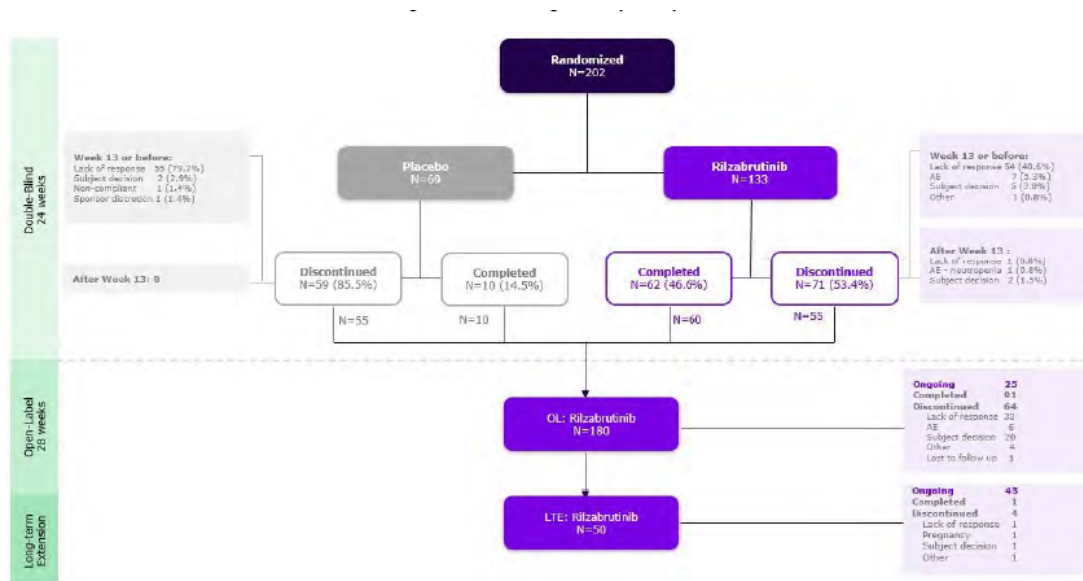 Randomized
N=202
Double-Blind
24 weeks
Week 13 or before:
Lack of response 55 (79.7%)
Subject decision 2 (2.9%)
Non-compliant 1 (1.4%)
Sponsor discretion 1 (1.4%)
Placebo
N=69
Rilzabrutinib
N=133
Week 13 or before:
Lack of response 54 (40.6%)
AE 7 (5.3%)
Subject decision 5 (3.8%)
Other 1 (0.8%)
After Week 13: 0
Discontinued
N=59 (85.5%)
Completed
N=10 (14.5%)
Completed
N=62 (46.6%)
Discontinued
N=71 (53.4%)
After Week 13 :
Lack of response 1 (0.8%)
AE - neutropenia 1 (0.8%)
Subject decision 2 (1.5%)
N=55
N=10
N=60
N=55
Open-Label
28 weeks
OL: Rilzabrutinib
N=180
Ongoing 25
Completed 91
Discontinued 64
Lack of response 33
AE 6
Subject decision 20
Other 4
Lost to follow up 1
Long-term
Extension
LTE: Rilzabrutinib
N=50
Ongoing 45
Completed 1
Discontinued 4
Lack of response 1
Pregnancy 1
Subject decision 1
Other 1